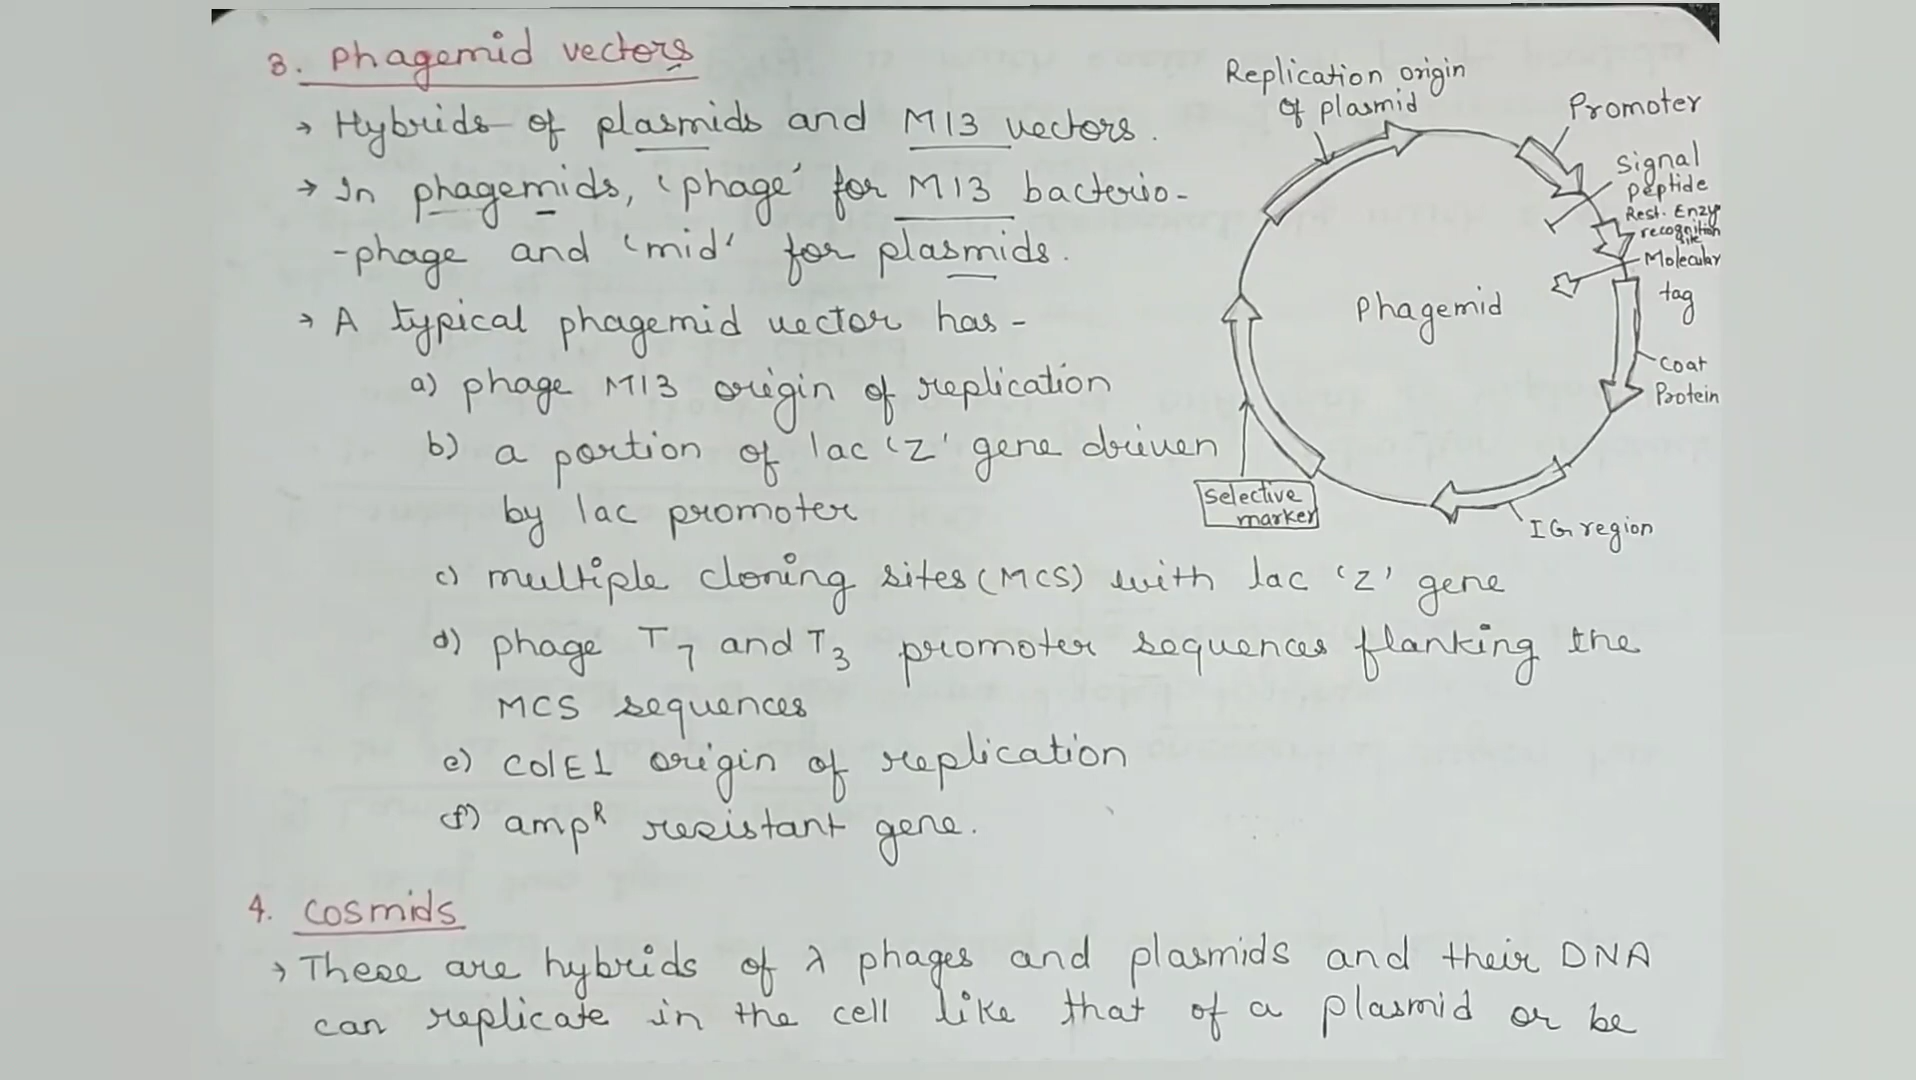 3. Phagemid vectors
→ Hybrids of plasmids and M13 vectors.
→ In phagemids, 'phage' for M13 bacterio-
-phage and 'mid' for plasmids.
→ A typical phagemid vector has -
a) phage M13 origin of replication
b) a portion of lac 'Z' gene driven
by lac promoter
c) multiple cloning sites (MCS) with lac 'Z' gene
d) phage T7 and T3 promoter sequences flanking the
MCS sequences
e) colE1 origin of replication
f) ampR resistant gene.
Replication origin
of plasmid
Promoter
Signal
peptide
Rest. Enzy
recognition
site
Molecular
tag
Phagemid
Coat
Protein
IG region
Selective
marker
4. Cosmids
→ These are hybrids of λ phages and plasmids and their DNA
can replicate in the cell like that of a plasmid or be